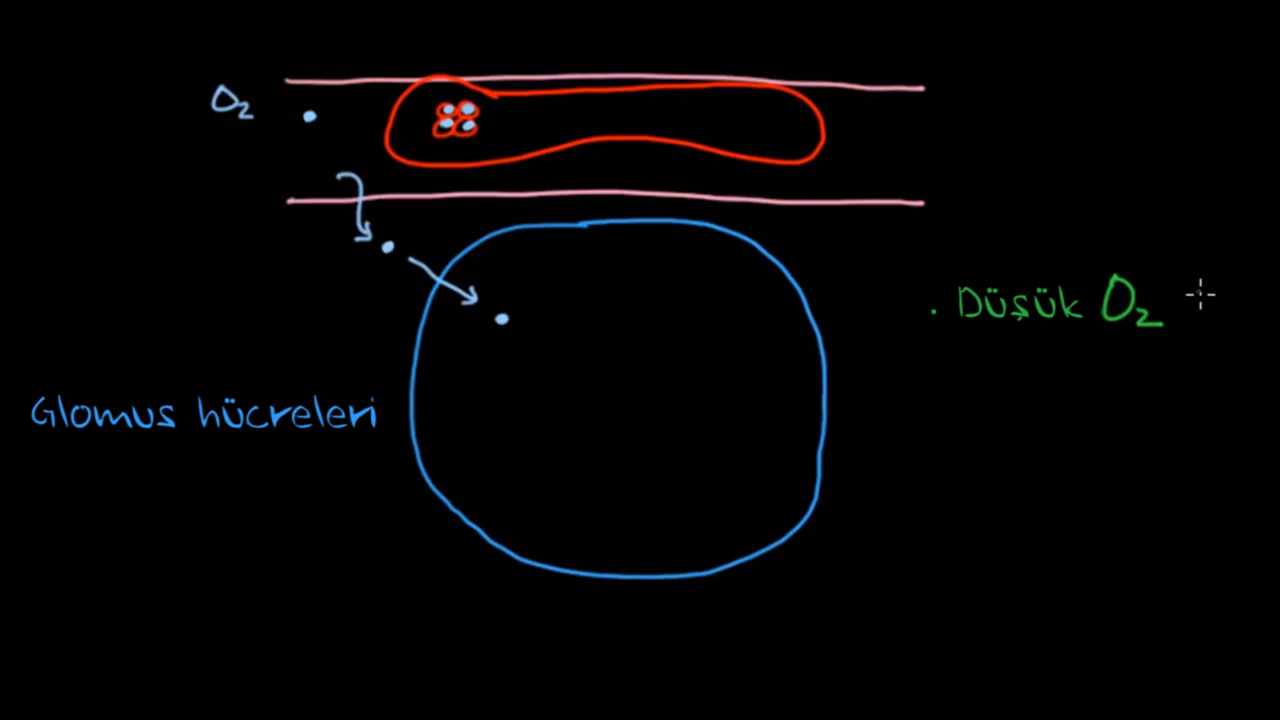 O₂
. Düşük O₂
Glomus hücreleri